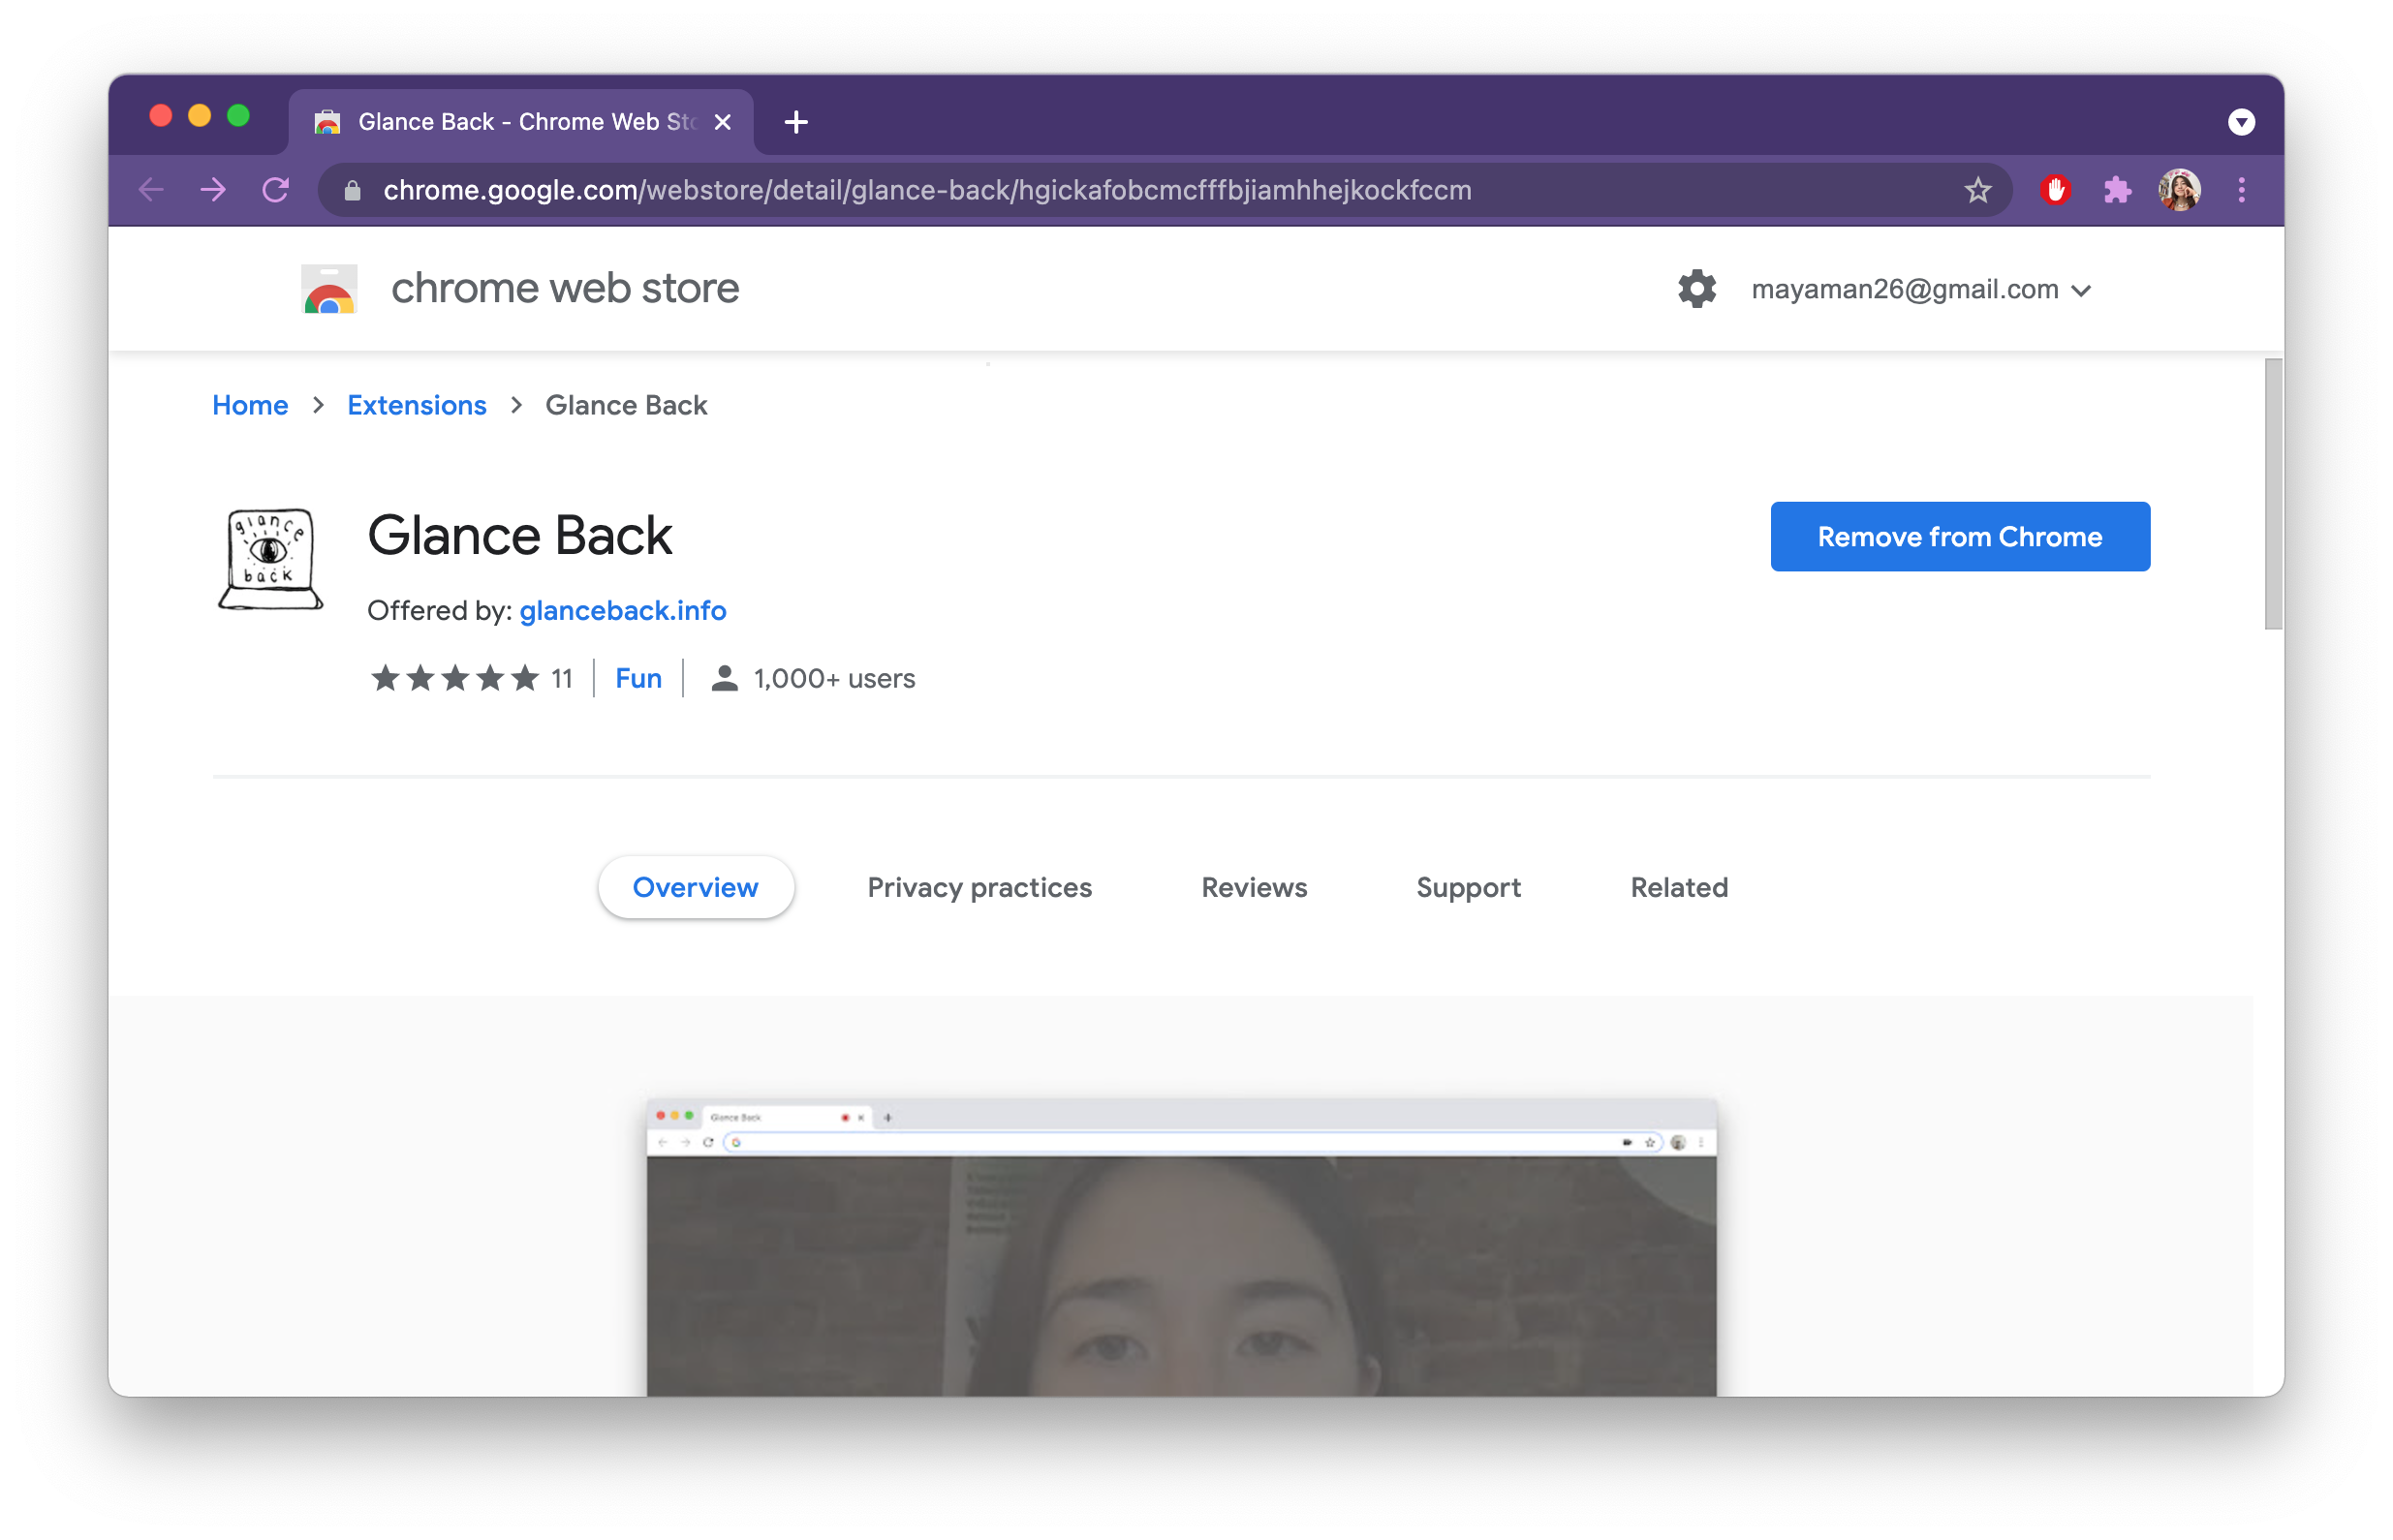 Glance Back - Chrome Web Sto
chrome.google.com/webstore/detail/glance-back/hgickafobcmcfffbjiamhhejkockfccm
chrome web store
mayaman26@gmail.com
Home > Extensions > Glance Back
glance
back
Glance Back
Remove from Chrome
Offered by: glanceback.info
11 Fun 1,000+ users
Overview Privacy practices Reviews Support Related
Glance Back